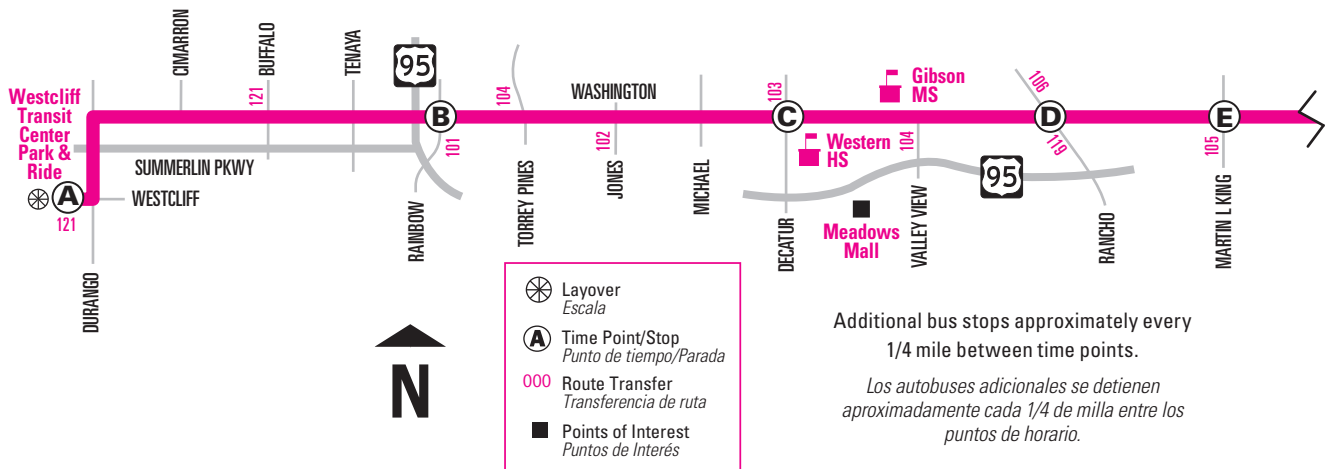 CIMARRON
BUFFALO
121
TENAYA
95
Westcliff
Transit
Center
Park &
Ride
A
121
DURANGO
WESTCLIFF
SUMMERLIN PKWY
B
101
RAINBOW
104
TORREY PINES
WASHINGTON
102
JONES
MICHAEL
103
C
DECATUR
Gibson
MS
Western
HS
Meadows
Mall
104
VALLEY VIEW
95
106
D
119
RANCHO
E
105
MARTIN L KING
N
Layover
Escala
A
Time Point/Stop
Punto de tiempo/Parada
000
Route Transfer
Transferencia de ruta
Points of Interest
Puntos de Interés
Additional bus stops approximately every
1/4 mile between time points.
Los autobuses adicionales se detienen
aproximadamente cada 1/4 de milla entre los
puntos de horario.